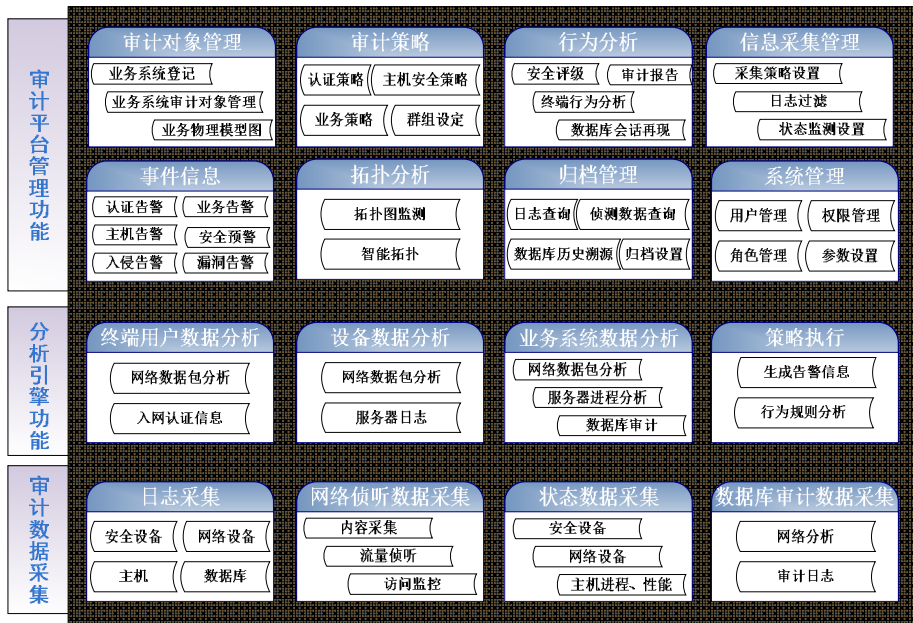 审计平台管理功能
审计对象管理
业务系统登记
业务系统审计对象管理
业务物理模型图
审计策略
认证策略
主机安全策略
业务策略
群组设定
行为分析
安全评级
审计报告
终端行为分析
数据库会话再现
信息采集管理
采集策略设置
日志过滤
状态监测设置
事件信息
认证告警
业务告警
主机告警
安全预警
入侵告警
漏洞告警
拓扑分析
拓扑图监测
智能拓扑
归档管理
日志查询
侦测数据查询
数据库历史溯源
归档设置
系统管理
用户管理
权限管理
角色管理
参数设置
分析引擎功能
终端用户数据分析
网络数据包分析
入网认证信息
设备数据分析
网络数据包分析
服务器日志
业务系统数据分析
网络数据包分析
服务器进程分析
数据库审计
策略执行
生成告警信息
行为规则分析
审计数据采集
日志采集
安全设备
网络设备
主机
数据库
网络侦听数据采集
内容采集
流量侦听
访问监控
状态数据采集
安全设备
网络设备
主机进程、性能
数据库审计数据采集
网络分析
审计日志